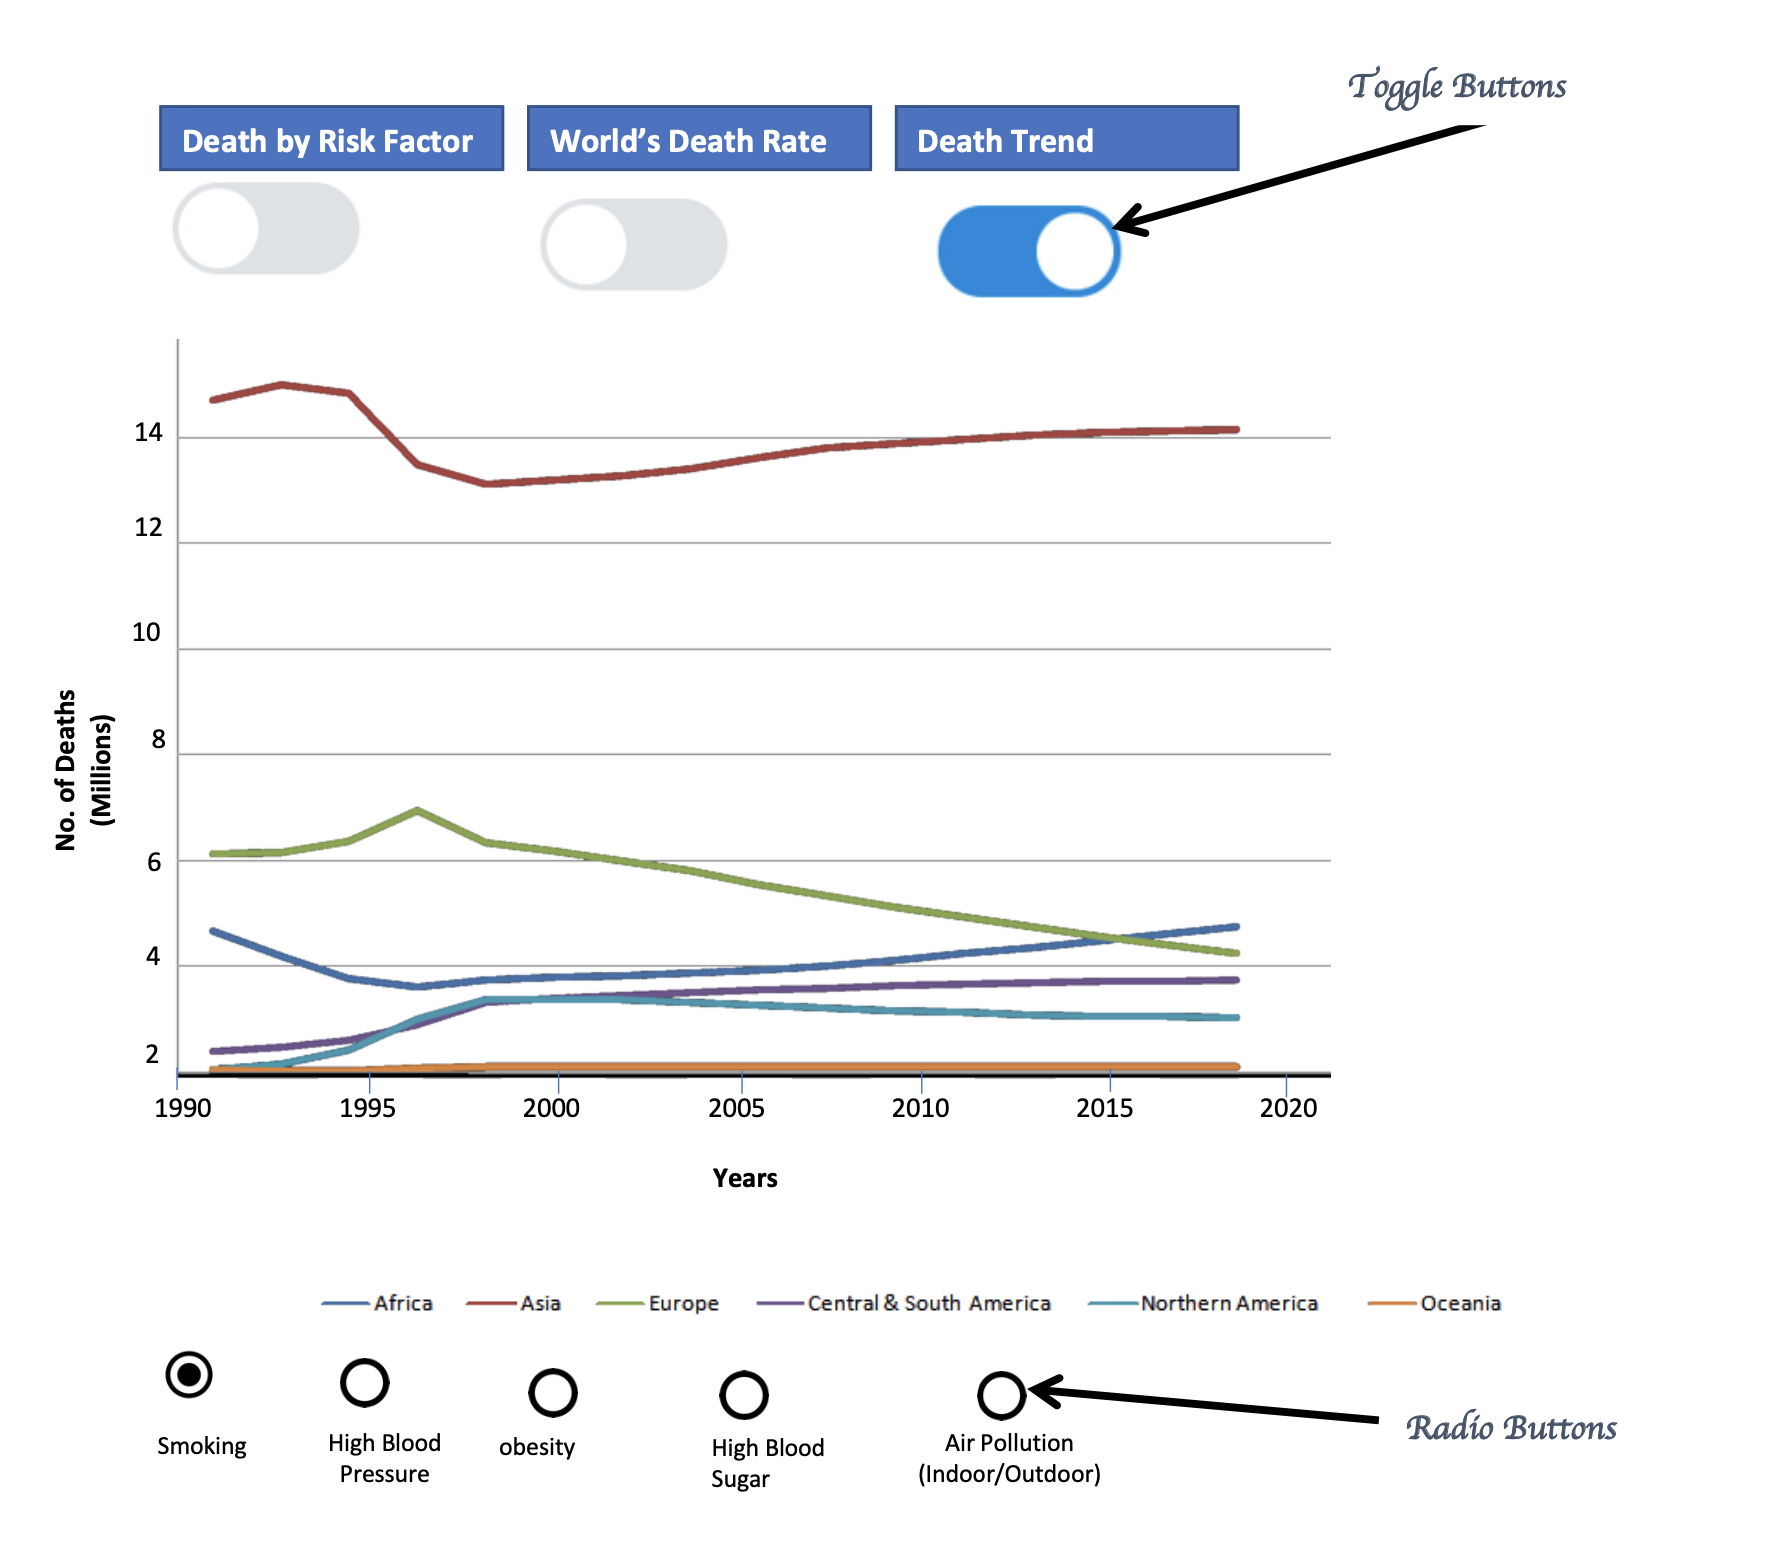 Toggle Buttons
Death by Risk Factor
World's Death Rate
Death Trend
14
12
10
8
6
4
2
No. of Deaths
(Millions)
1990
1995
2000
2005
2010
2015
2020
Years
Africa
Asia
Europe
Central & South America
Northern America
Oceania
Smoking
High Blood
Pressure
obesity
High Blood
Sugar
Air Pollution
(Indoor/Outdoor)
Radio Buttons